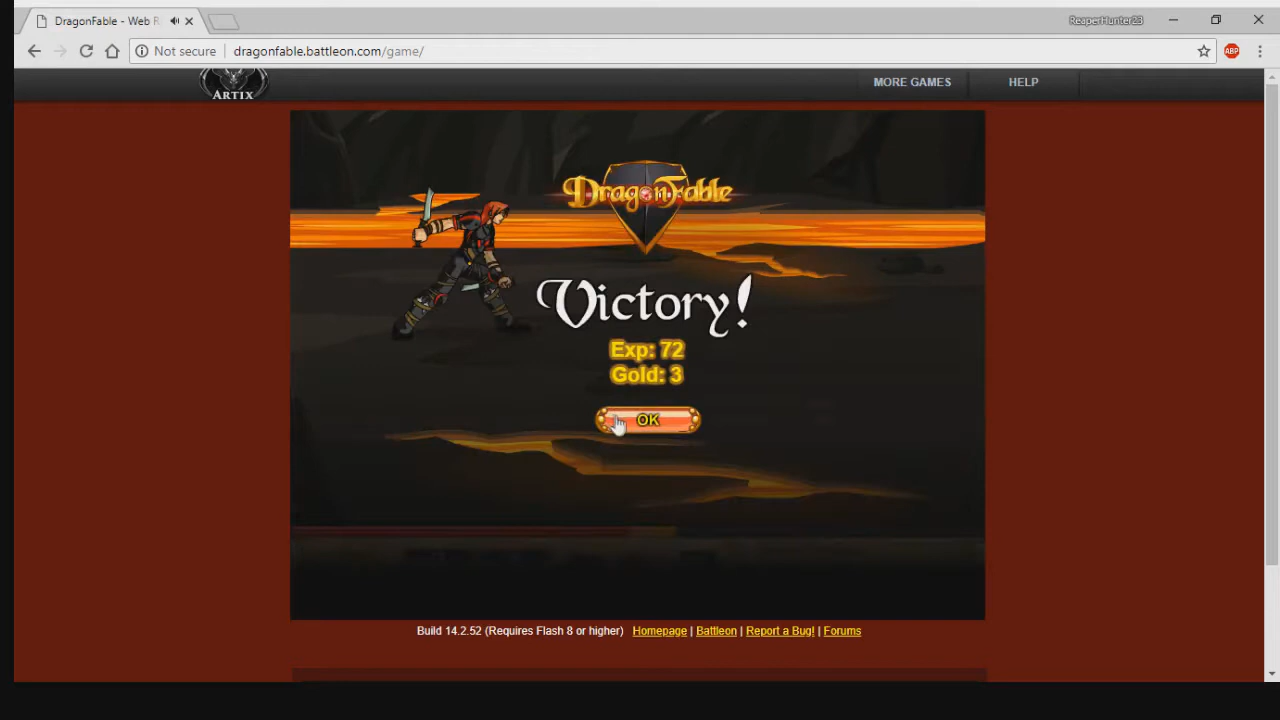 DragonFable - Web R
ReaperHunter23
Not secure
dragonfable.battleon.com/game/
ABP
ARTIX
MORE GAMES
HELP
DragonFable
Victory!
Exp: 72
Gold: 3
OK
Build 14.2.52 (Requires Flash 8 or higher) Homepage | Battleon | Report a Bug! | Forums